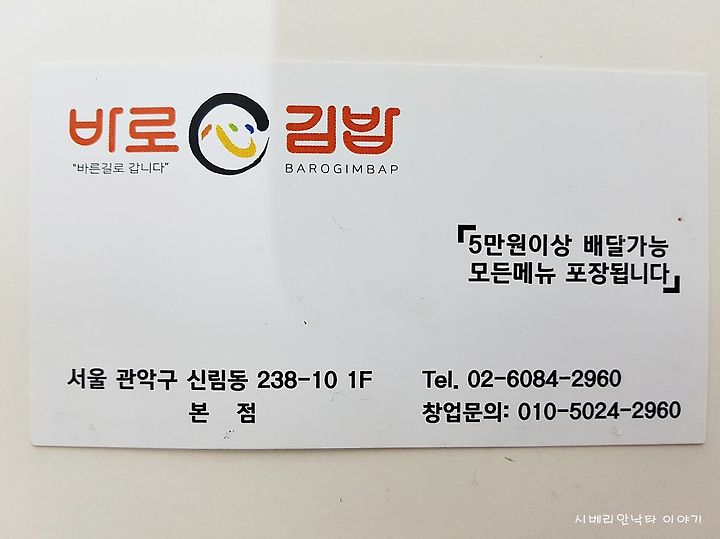 바로 心 김밥
"바른길로 갑니다" BAROGIMBAP
「5만원이상 배달가능
모든메뉴 포장됩니다」
서울 관악구 신림동 238-10 1F
본 점
Tel. 02-6084-2960
창업문의: 010-5024-2960
시베리안낙타 이야기